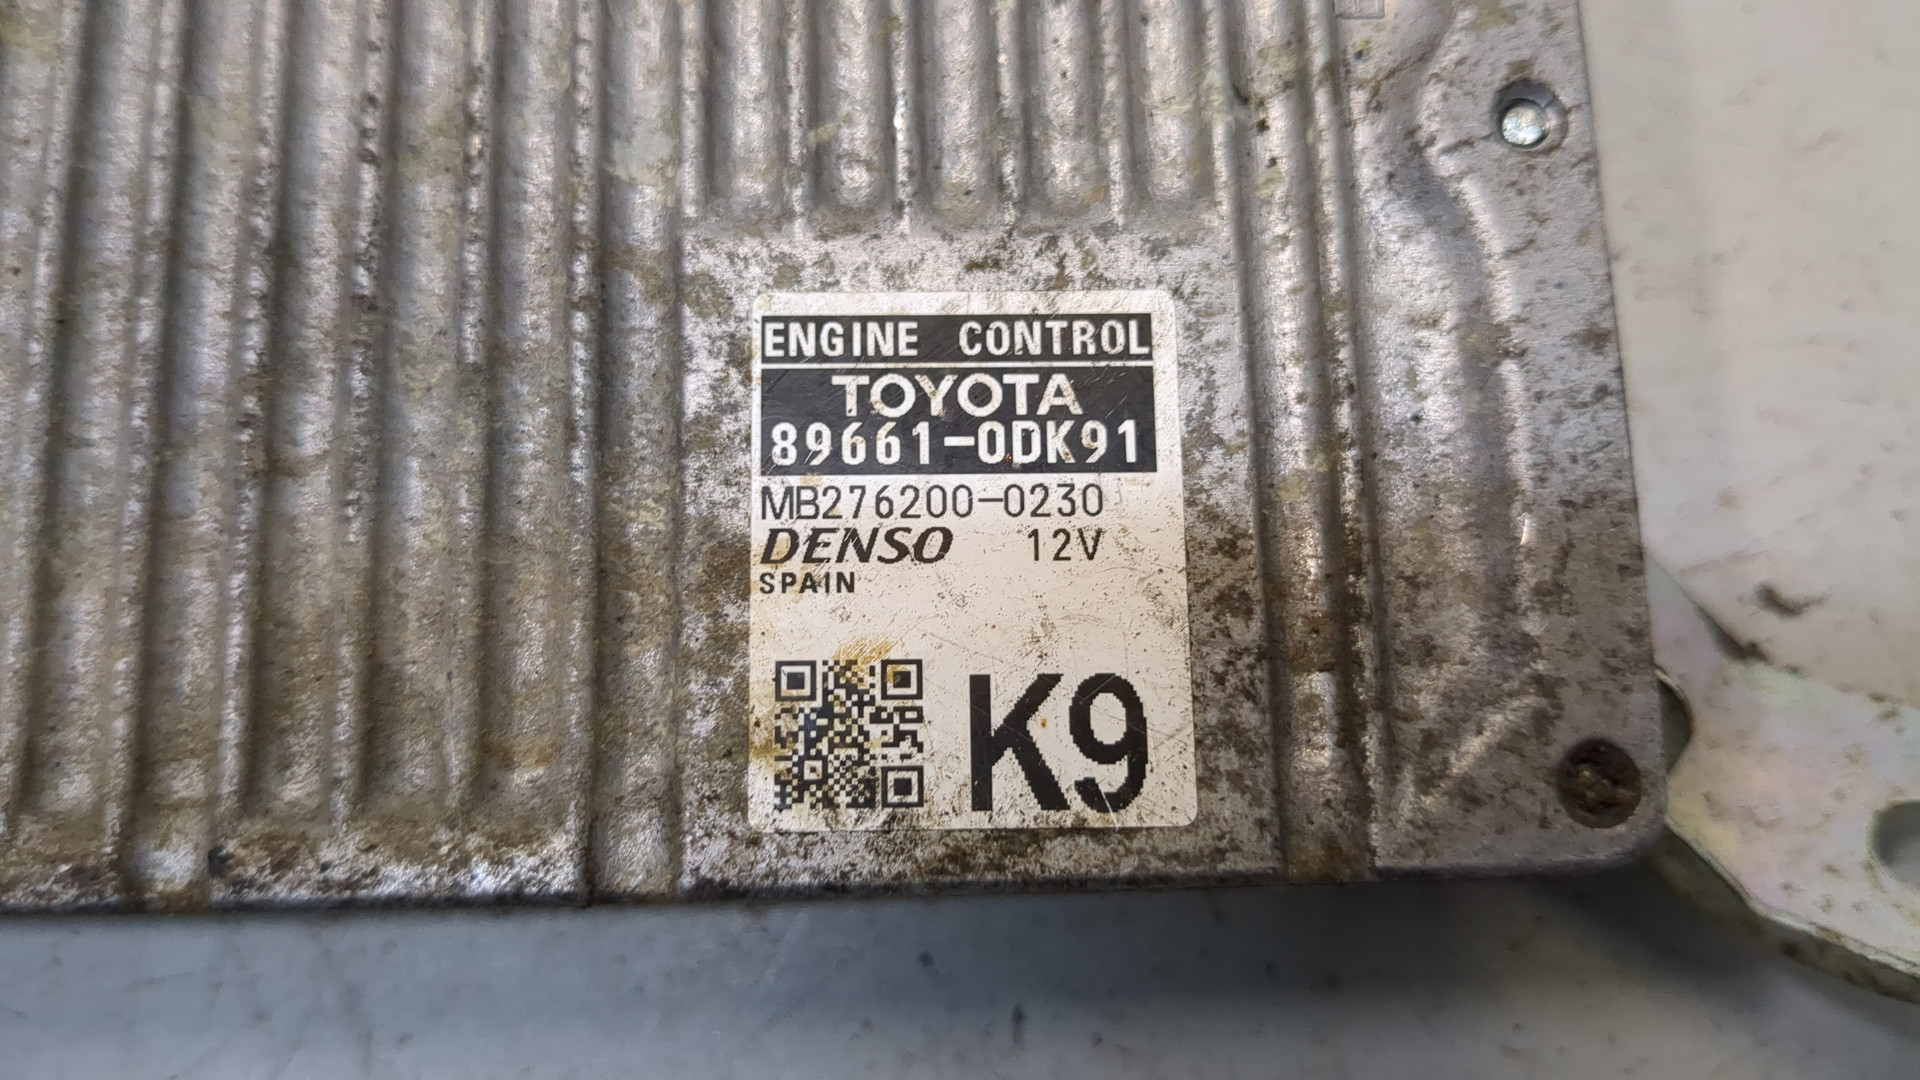 ENGINE CONTROL
TOYOTA
89661-0DK91
MB276200-0230
DENSO 12V
SPAIN
K9